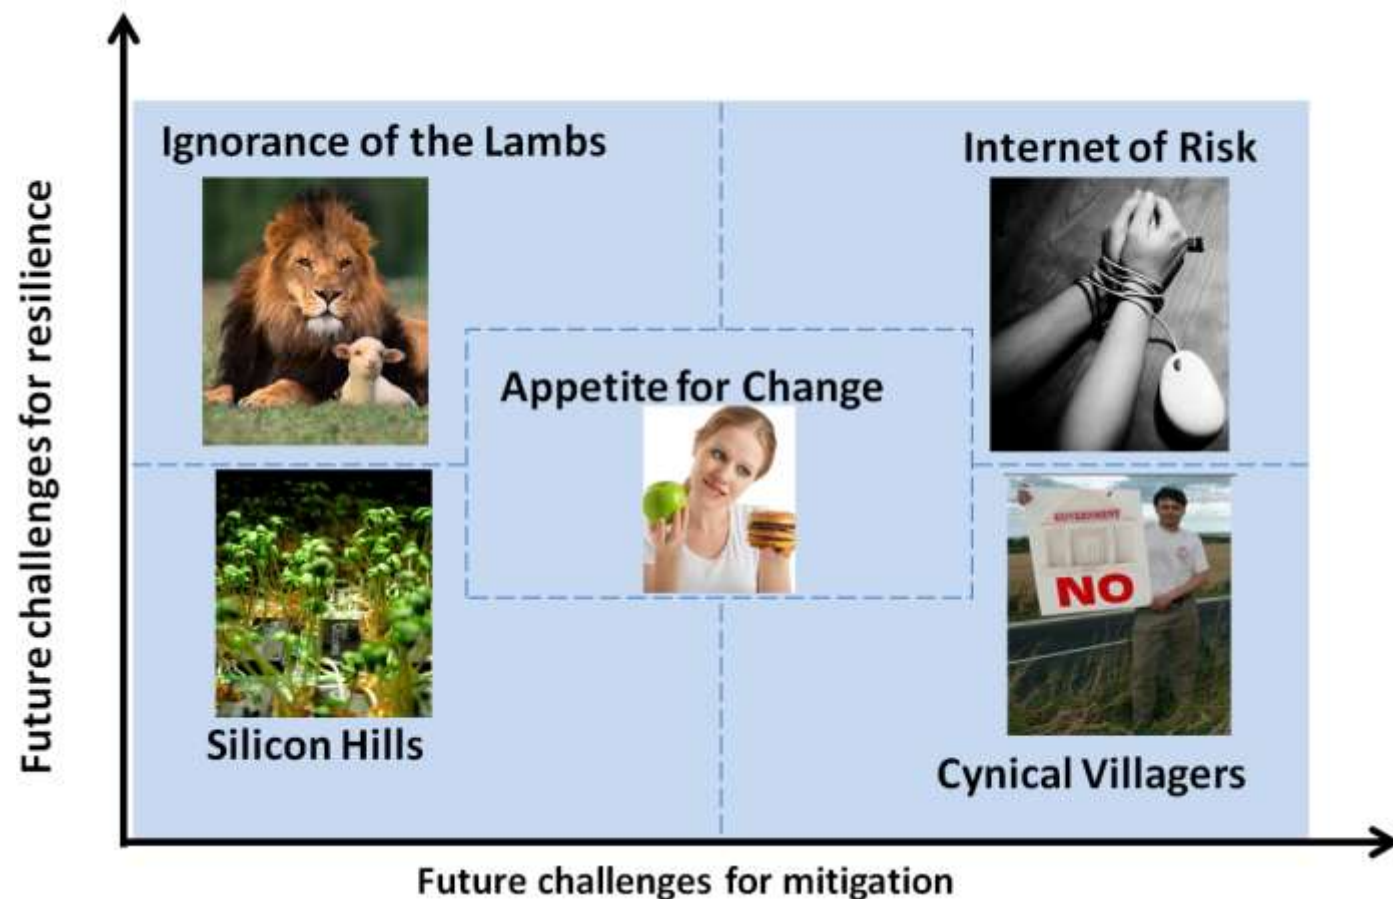 Ignorance of the Lambs
Internet of Risk
Appetite for Change
GOVERNMENT
NO
Silicon Hills
Cynical Villagers
Future challenges for resilience
Future challenges for mitigation